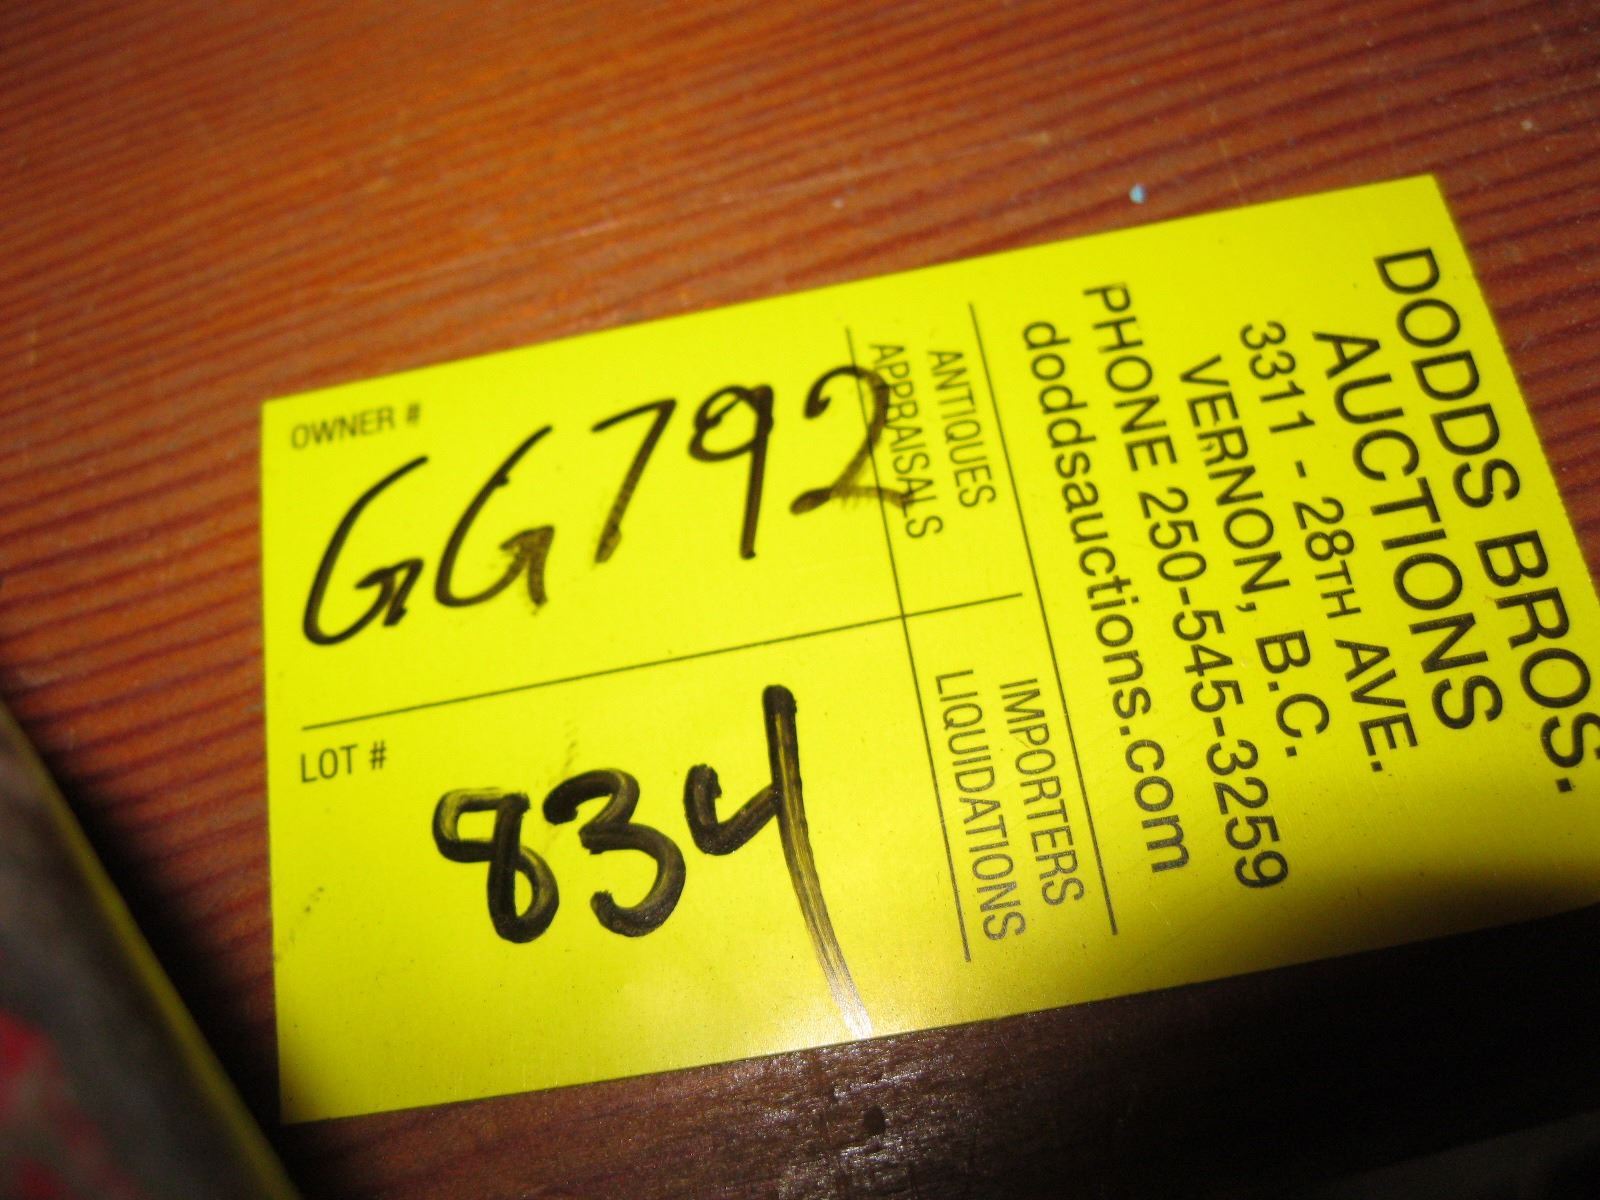 DODDS BROS.
AUCTIONS
3311 - 28TH AVE.
VERNON, B.C.
PHONE 250-545-3259
doddsauctions.com
ANTIQUES
APPRAISALS
IMPORTERS
LIQUIDATIONS
OWNER #
GG792
LOT #
834